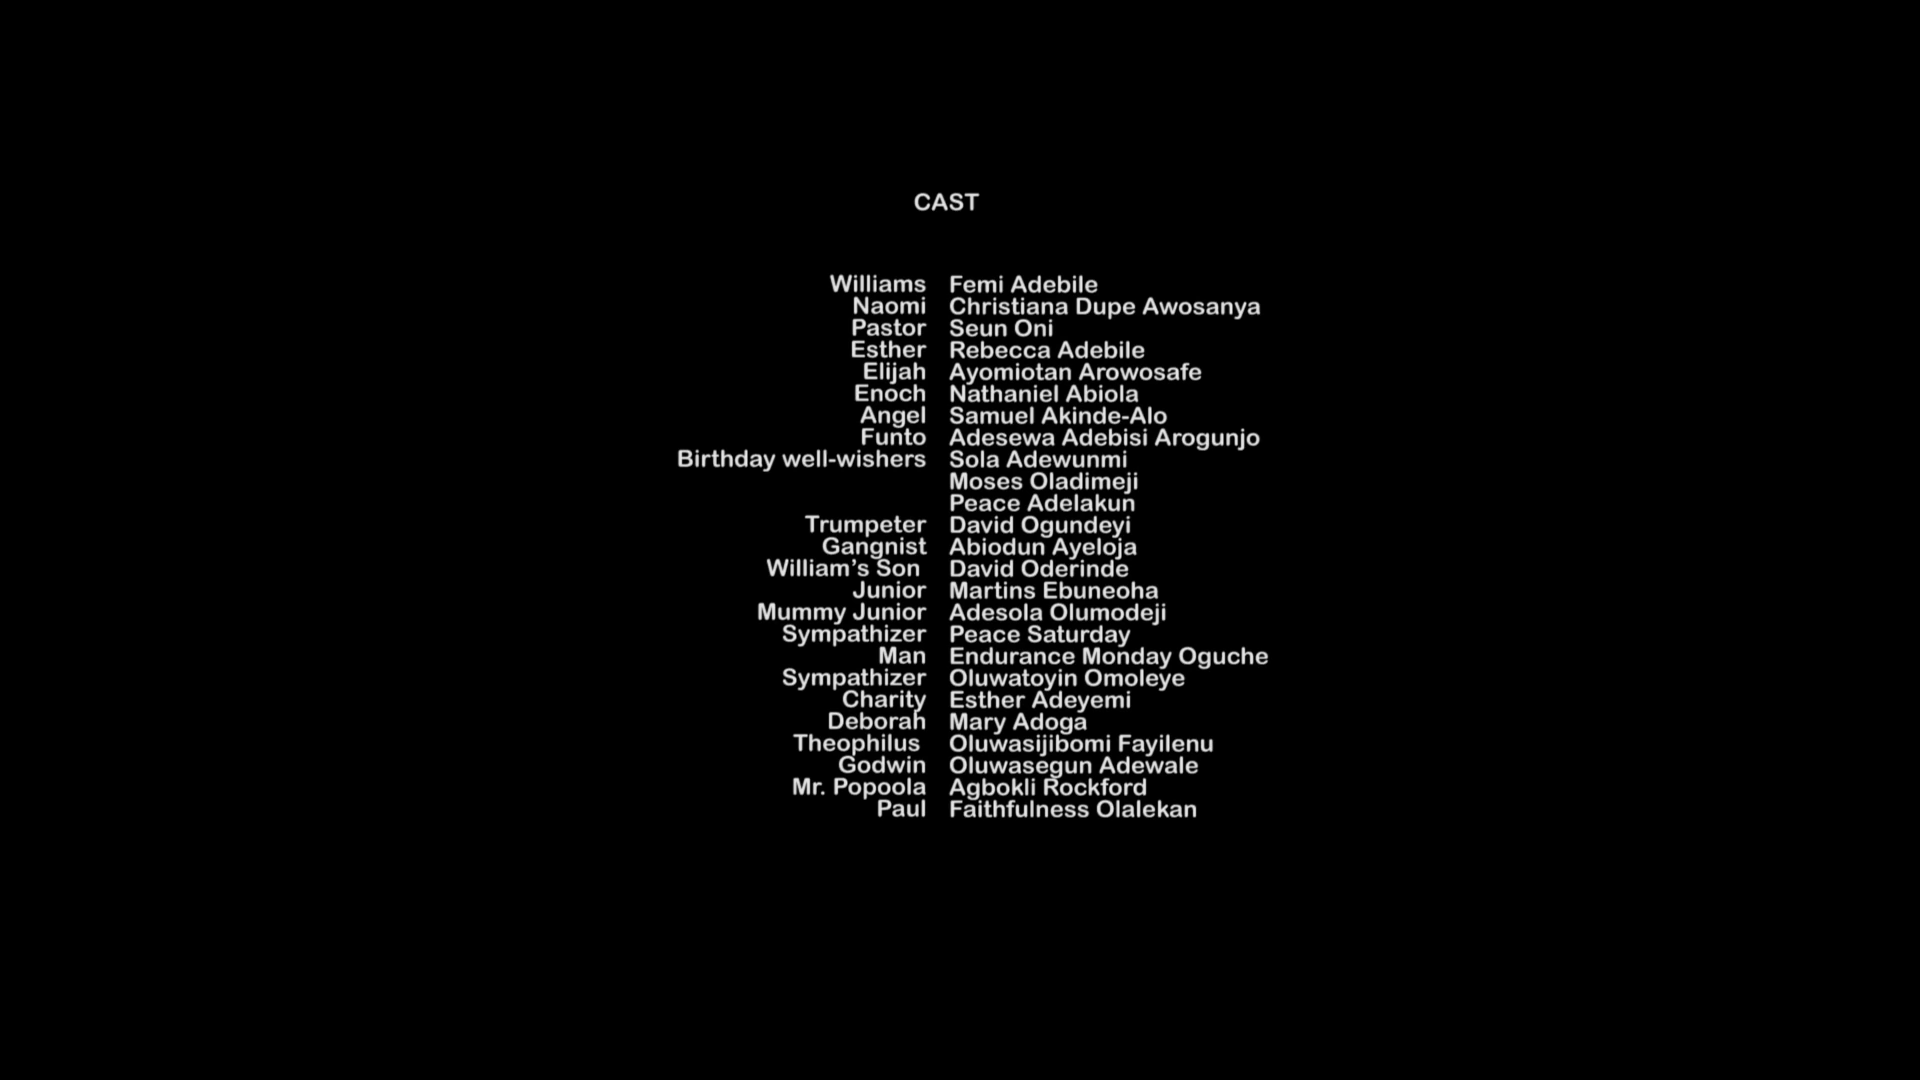 CAST
Williams Femi Adebile
Naomi Christiana Dupe Awosanya
Pastor Seun Oni
Esther Rebecca Adebile
Elijah Ayomiotan Arowosafe
Enoch Nathaniel Abiola
Angel Samuel Akinde-Alo
Funto Adesewa Adebisi Arogunjo
Birthday well-wishers Sola Adewunmi
Moses Oladimeji
Peace Adelakun
Trumpeter David Ogundeyi
Gangnist Abiodun Ayeloja
William’s Son David Oderinde
Junior Martins Ebuneoha
Mummy Junior Adesola Olumodeji
Sympathizer Peace Saturday
Man Endurance Monday Oguche
Sympathizer Oluwatoyin Omoleye
Charity Esther Adeyemi
Deborah Mary Adoga
Theophilus Oluwasijibomi Fayilenu
Godwin Oluwasegun Adewale
Mr. Popoola Agbokli Rockford
Paul Faithfulness Olalekan